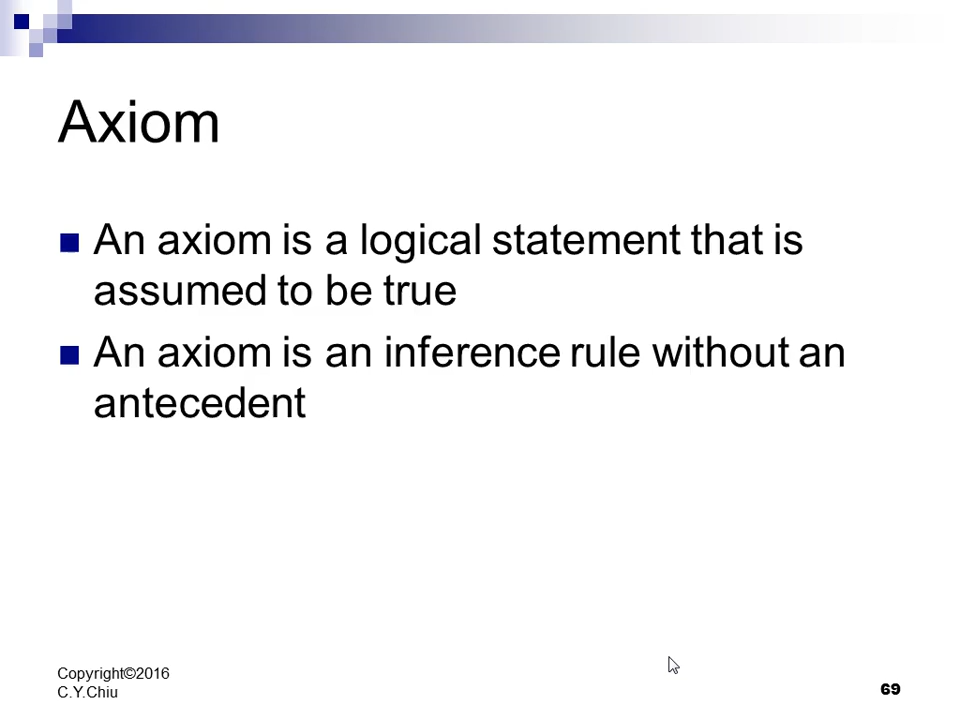 Axiom
An axiom is a logical statement that is
assumed to be true
An axiom is an inference rule without an
antecedent
Copyright©2016
C.Y.Chiu
69